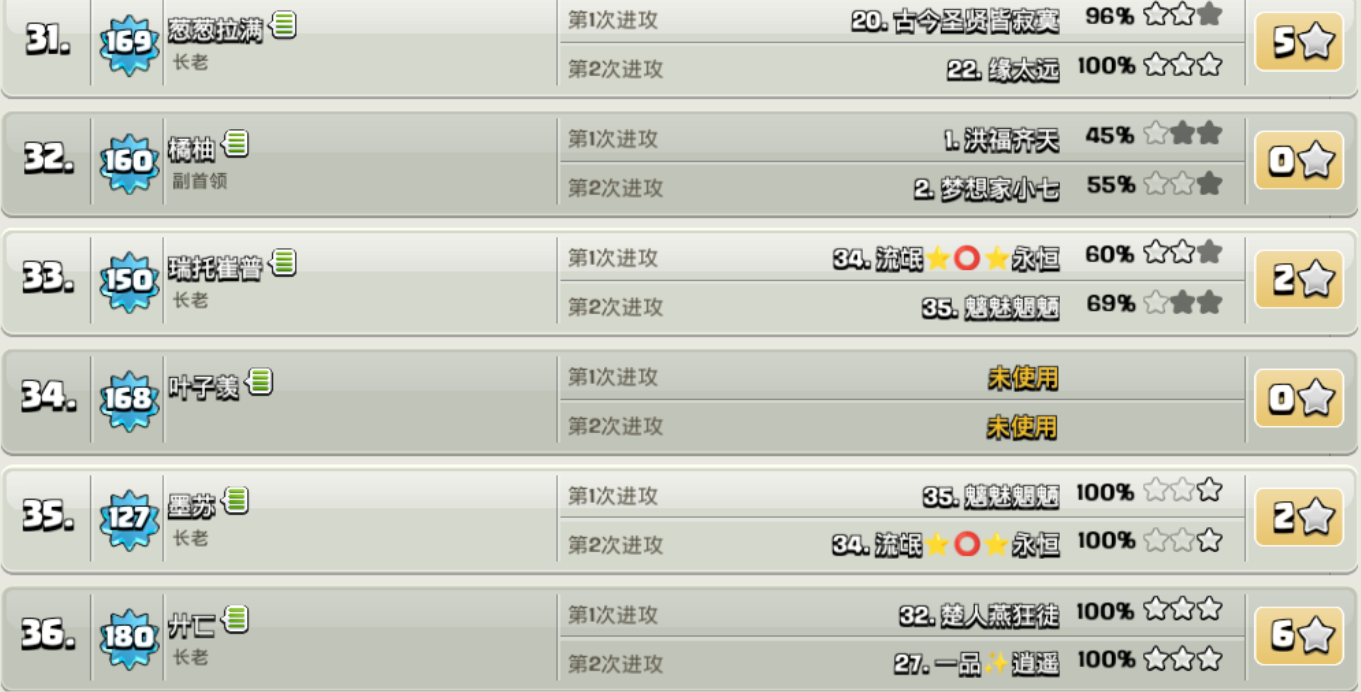 31. 169 葱葱拉满 长老 第1次进攻 20. 古今圣贤皆寂寞 96% 5
第2次进攻 22. 缘太远 100%
32. 160 橘柚 副首领 第1次进攻 1. 洪福齐天 45% 0
第2次进攻 2. 梦想家小七 55%
33. 150 瑞托崔普 长老 第1次进攻 34. 流氓⭐⭕⭐永恒 60% 2
第2次进攻 35. 魑魅魍魉 69%
34. 168 叶子羡 第1次进攻 未使用 0
第2次进攻 未使用
35. 127 墨苏 长老 第1次进攻 35. 魑魅魍魉 100% 2
第2次进攻 34. 流氓⭐⭕⭐永恒 100%
36. 180 长老 第1次进攻 32. 楚人燕狂徒 100% 6
第2次进攻 27. 一品✨逍遥 100%